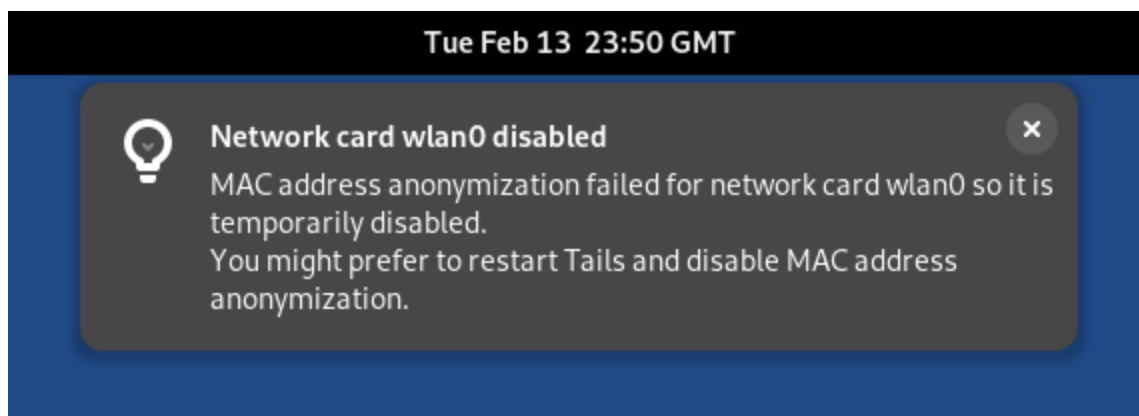 Tue Feb 13 23:50 GMT
Network card wlan0 disabled
MAC address anonymization failed for network card wlan0 so it is
temporarily disabled.
You might prefer to restart Tails and disable MAC address
anonymization.